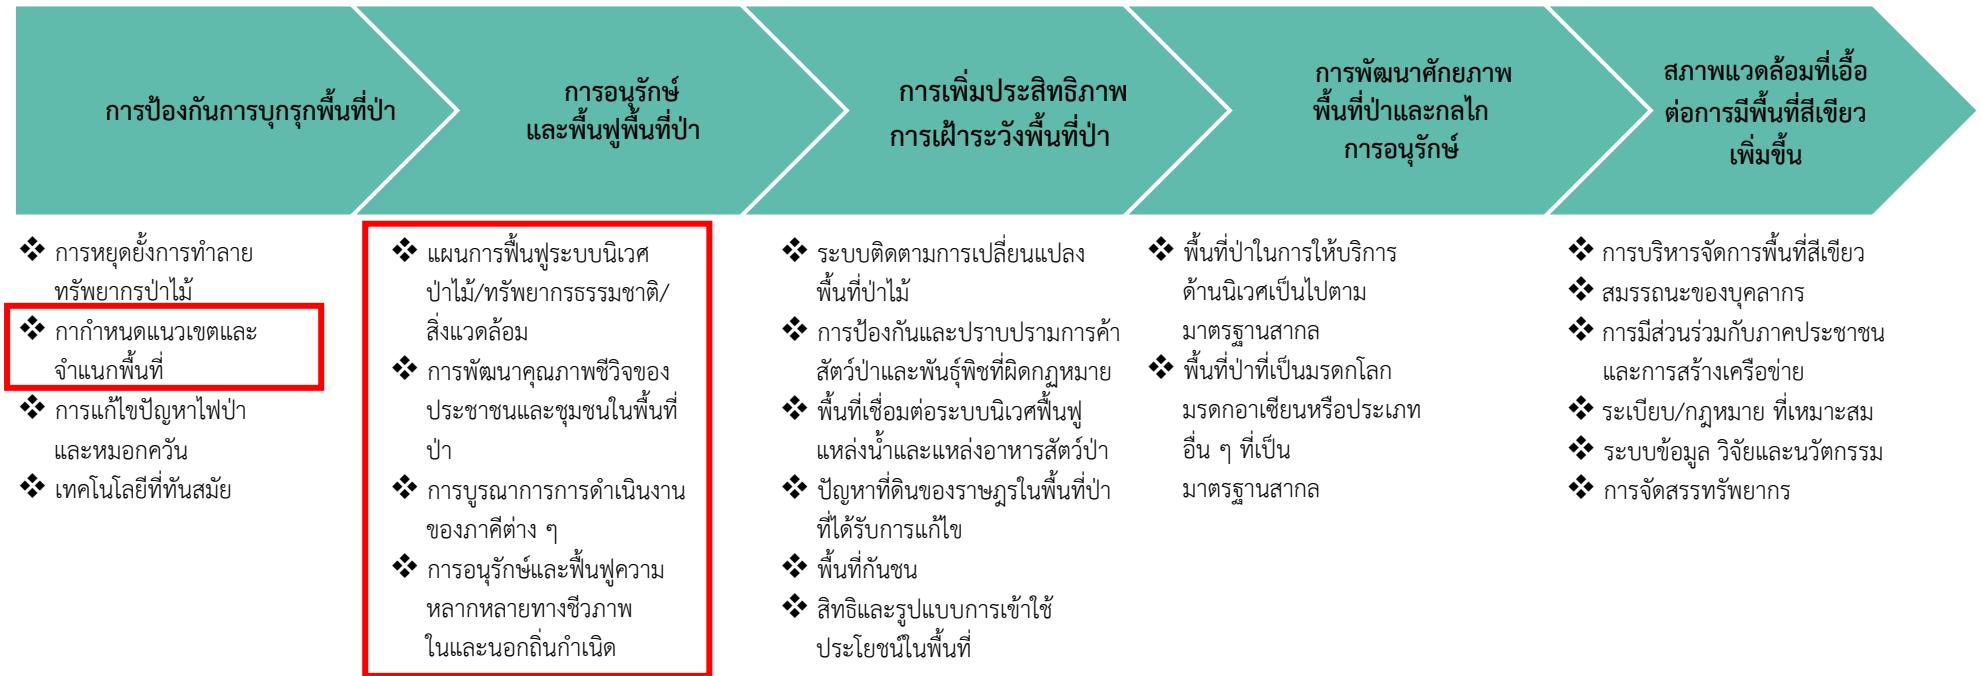 การป้องกันการบุกรุกพื้นที่ป่า
การอนุรักษ์
และพื้นฟูพื้นที่ป่า
การเพิ่มประสิทธิภาพ
การเฝ้าระวังพื้นที่ป่า
การพัฒนาศักยภาพ
พื้นที่ป่าและกลไก
การอนุรักษ์
สภาพแวดล้อมที่เอื้อ
ต่อการมีพื้นที่สีเขียว
เพิ่มขึ้น
❖ การหยุดยั้งการทำลาย
ทรัพยากรป่าไม้
❖ กากำหนดแนวเขตและ
จำแนกพื้นที่
❖ การแก้ไขปัญหาไฟป่า
และหมอกควัน
❖ เทคโนโลยีที่ทันสมัย
❖ แผนการฟื้นฟูระบบนิเวศ
ป่าไม้/ทรัพยากรธรรมชาติ/
สิ่งแวดล้อม
❖ การพัฒนาคุณภาพชีวิจของ
ประชาชนและชุมชนในพื้นที่
ป่า
❖ การบูรณาการการดำเนินงาน
ของภาคีต่าง ๆ
❖ การอนุรักษ์และฟื้นฟูความ
หลากหลายทางชีวภาพ
ในและนอกถิ่นกำเนิด
❖ ระบบติดตามการเปลี่ยนแปลง
พื้นที่ป่าไม้
❖ การป้องกันและปราบปรามการค้า
สัตว์ป่าและพันธุ์พิชที่ผิดกฎหมาย
❖ พื้นที่เชื่อมต่อระบบนิเวศฟื้นฟู
แหล่งน้ำและแหล่งอาหารสัตว์ป่า
❖ ปัญหาที่ดินของราษฎรในพื้นที่ป่า
ที่ได้รับการแก้ไข
❖ พื้นที่กันชน
❖ สิทธิและรูปแบบการเข้าใช้
ประโยชน์ในพื้นที่
❖ พื้นที่ป่าในการให้บริการ
ด้านนิเวศเป็นไปตาม
มาตรฐานสากล
❖ พื้นที่ป่าที่เป็นมรดกโลก
มรดกอาเซียนหรือประเภท
อื่น ๆ ที่เป็น
มาตรฐานสากล
❖ การบริหารจัดการพื้นที่สีเขียว
❖ สมรรถนะของบุคลากร
❖ การมีส่วนร่วมกับภาคประชาชน
และการสร้างเครือข่าย
❖ ระเบียบ/กฎหมาย ที่เหมาะสม
❖ ระบบข้อมูล วิจัยและนวัตกรรม
❖ การจัดสรรทรัพยากร